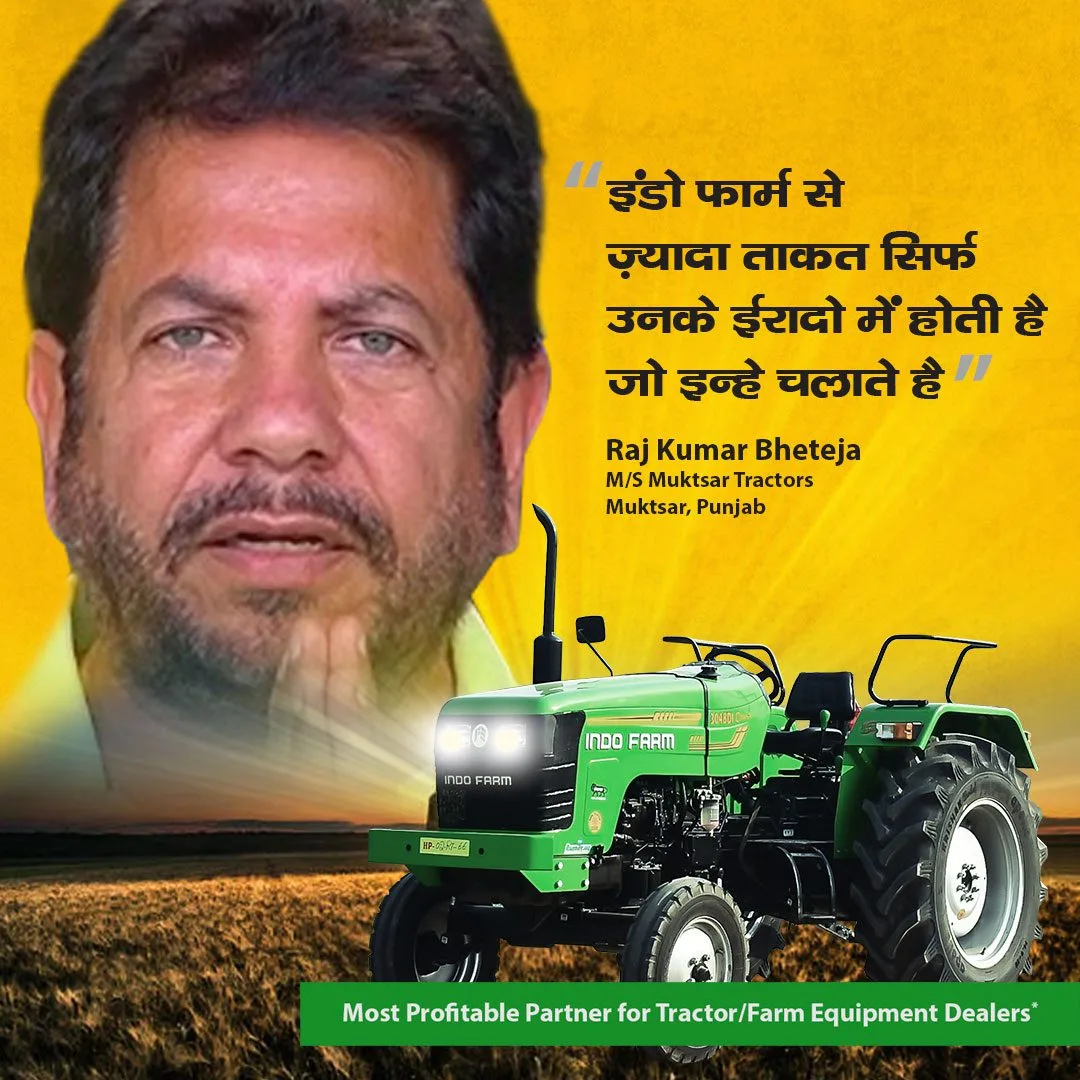 “ इंडो फार्म से
ज़्यादा ताकत सिर्फ
उनके ईरादो में होती है
जो इन्हे चलाते है ”
Raj Kumar Bheteja
M/S Muktsar Tractors
Muktsar, Punjab
3048DI
INDO FARM
INDO FARM
Most Profitable Partner for Tractor/Farm Equipment Dealers*